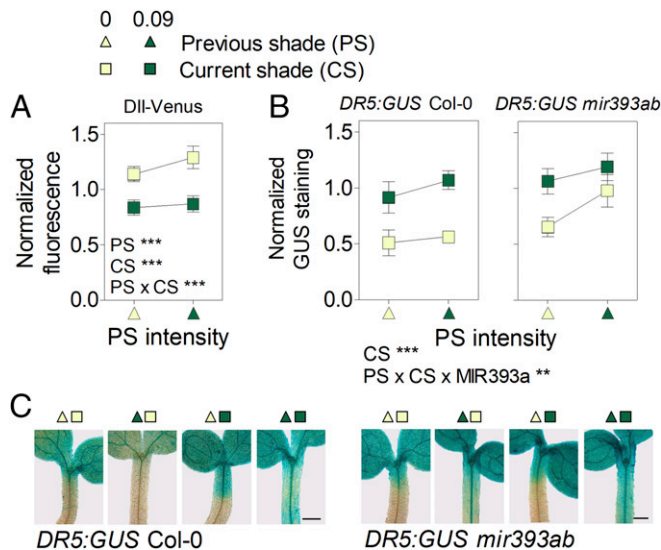 0 0.09
Previous shade (PS)
Current shade (CS)
A
DII-Venus
Normalized
fluorescence
1.5
1.0
0.5
0.0
PS ***
CS ***
PS x CS ***
PS intensity
B
DR5:GUS Col-0
DR5:GUS mir393ab
Normalized
GUS staining
1.5
1.0
0.5
0.0
PS intensity
CS ***
PS x CS x MIR393a **
C
DR5:GUS Col-0
DR5:GUS mir393ab